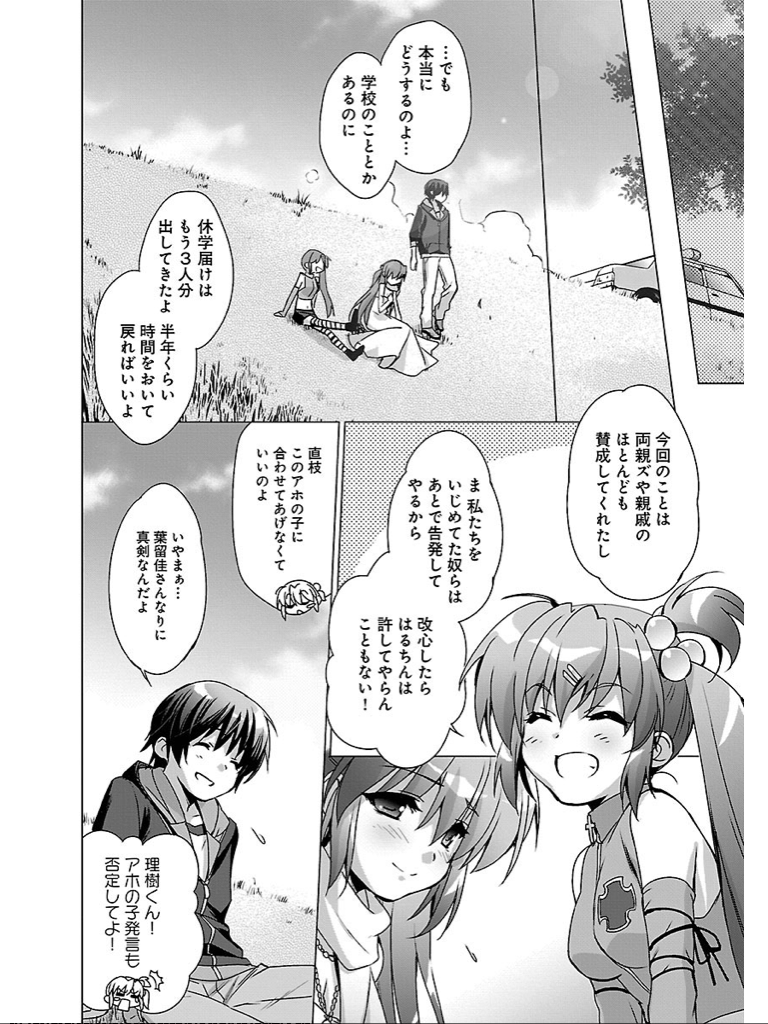 …でも
本当に
どうするのよ…
学校のこととか
あるのに
休学届けは
もう３人分
出してきたよ
半年くらい
時間をおいて
戻ればいいよ
今回のことは
両親ズや親戚の
ほとんども
賛成してくれたし
ま 私たちを
いじめてた奴らは
あとで告発して
やるから
改心したら
はるちんは
許してやらん
こともない！
直枝
このアホの子に
合わせてあげなくて
いいのよ
いやまぁ…
葉留佳さんなりに
真剣なんだよ
理樹くん！
アホの子発言も
否定してよ！